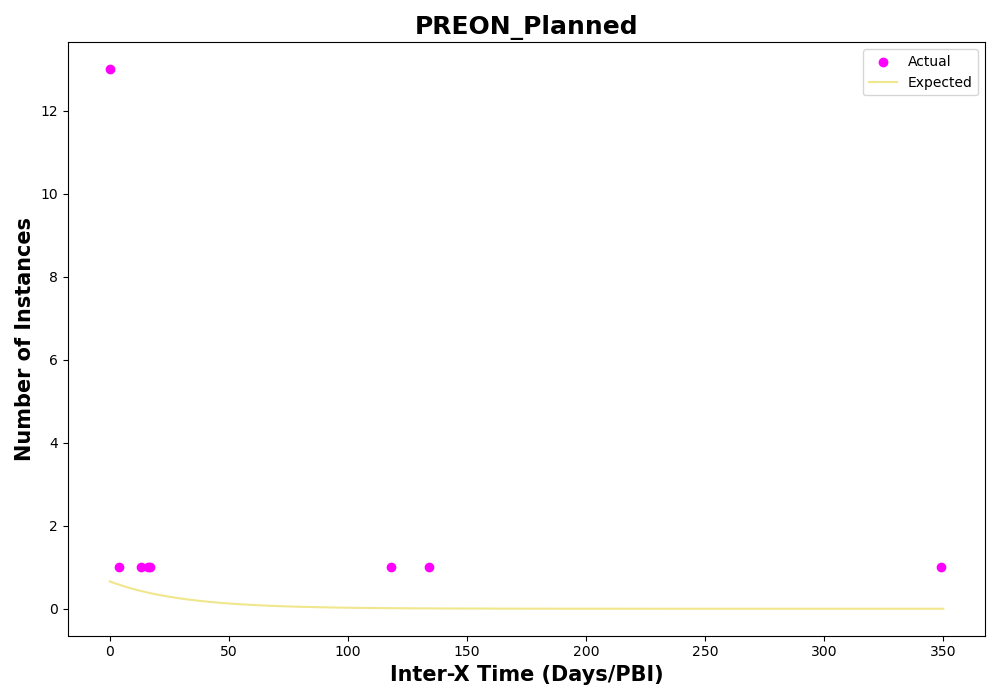 PREON_Planned
Actual
Expected
Number of Instances
12
10
8
6
4
2
0
0 50 100 150 200 250 300 350
Inter-X Time (Days/PBI)